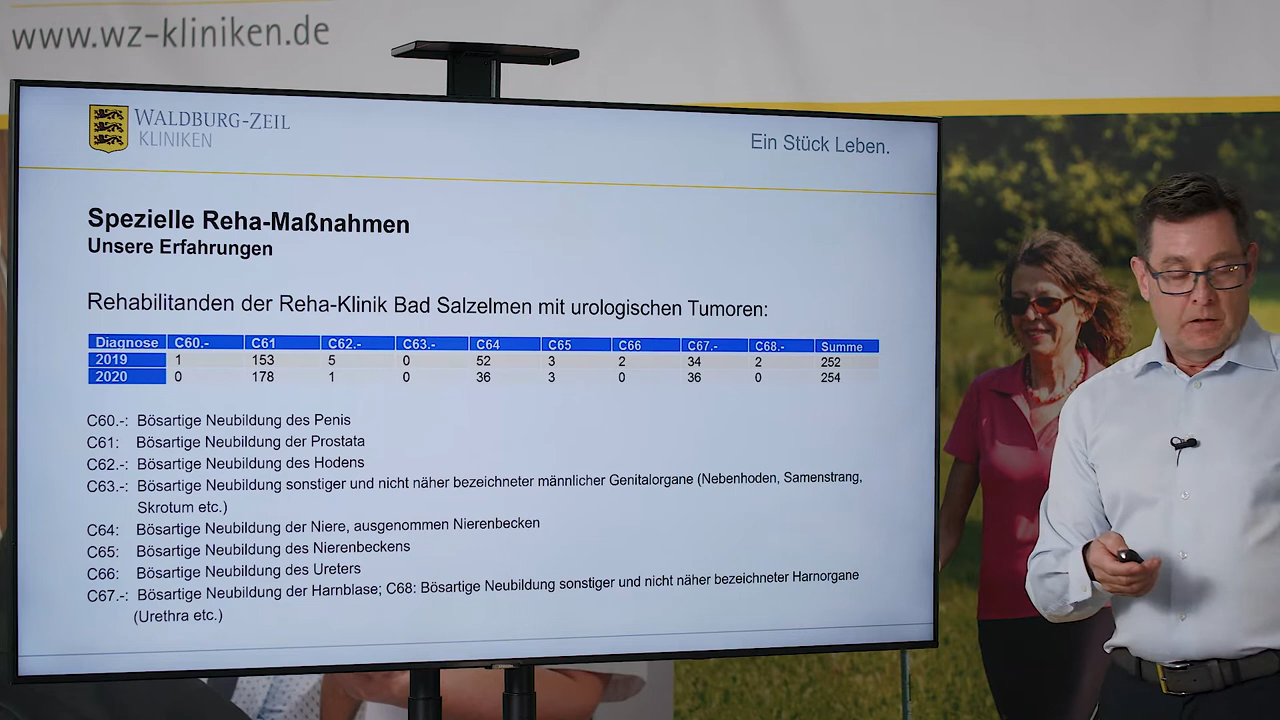 www.wz-kliniken.de
WALDBURG-ZEIL
KLINIKEN
Ein Stück Leben.
Spezielle Reha-Maßnahmen
Unsere Erfahrungen
Rehabilitanden der Reha-Klinik Bad Salzelmen mit urologischen Tumoren:
Diagnose C60.- C61 C62.- C63.- C64 C65 C66 C67.- C68.- Summe
2019 1 153 5 0 52 3 2 34 2 252
2020 0 178 1 0 36 3 0 36 0 254
C60.-: Bösartige Neubildung des Penis
C61: Bösartige Neubildung der Prostata
C62.-: Bösartige Neubildung des Hodens
C63.-: Bösartige Neubildung sonstiger und nicht näher bezeichneter männlicher Genitalorgane (Nebenhoden, Samenstrang,
Skrotum etc.)
C64: Bösartige Neubildung der Niere, ausgenommen Nierenbecken
C65: Bösartige Neubildung des Nierenbeckens
C66: Bösartige Neubildung des Ureters
C67.-: Bösartige Neubildung der Harnblase; C68: Bösartige Neubildung sonstiger und nicht näher bezeichneter Harnorgane
(Urethra etc.)